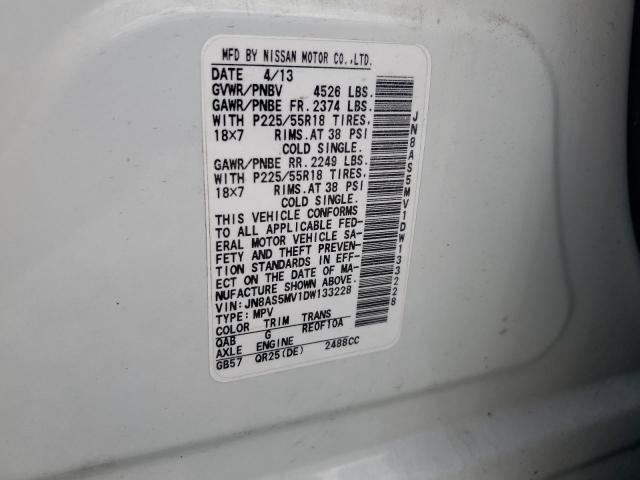 MFD BY NISSAN MOTOR CO.,LTD.
DATE 4/13
GVWR/PNBV 4526 LBS.
GAWR/PNBE FR. 2374 LBS.
WITH P225/55R18 TIRES,
18X7 RIMS.AT 38 PSI
COLD SINGLE.
GAWR/PNBE RR. 2249 LBS.
WITH P225/55R18 TIRES,
18X7 RIMS.AT 38 PSI
COLD SINGLE.
THIS VEHICLE CONFORMS
TO ALL APPLICABLE FED-
ERAL MOTOR VEHICLE SA-
FETY AND THEFT PREVEN-
TION STANDARDS IN EFF-
ECT ON THE DATE OF MA-
NUFACTURE SHOWN ABOVE.
VIN: JN8AS5MV1DW133228
TYPE: MPV
COLOR TRIM TRANS
QAB G RE0F10A
AXLE ENGINE
GB57 QR25(DE) 2488CC
JN8AS5MV1DW133228